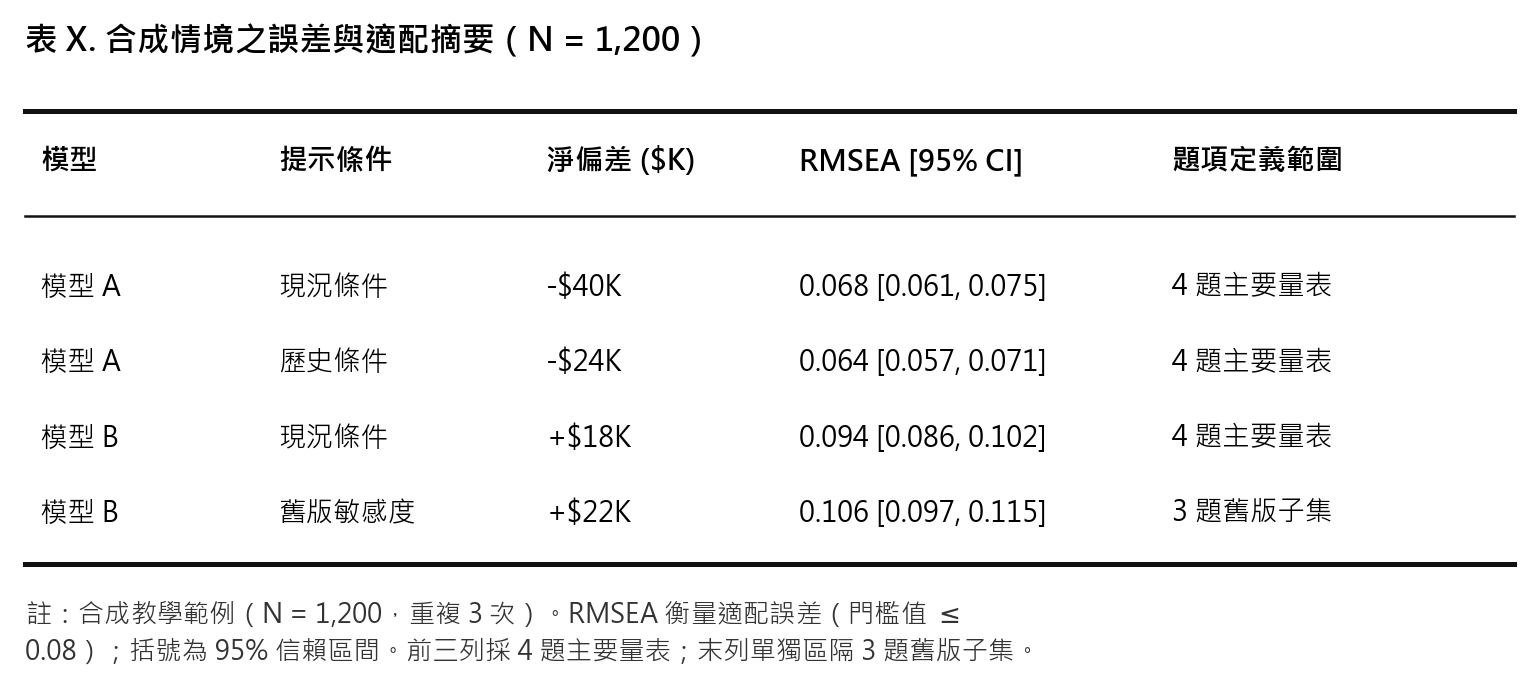 表 X. 合成情境之誤差與適配摘要（N = 1,200）
模型 提示條件 淨偏差 ($K) RMSEA [95% CI] 題項定義範圍
模型 A 現況條件 -$40K 0.068 [0.061, 0.075] 4 題主要量表
模型 A 歷史條件 -$24K 0.064 [0.057, 0.071] 4 題主要量表
模型 B 現況條件 +$18K 0.094 [0.086, 0.102] 4 題主要量表
模型 B 舊版敏感度 +$22K 0.106 [0.097, 0.115] 3 題舊版子集
註：合成教學範例（N = 1,200，重複 3 次）。RMSEA 衡量適配誤差（門檻值 ≤
0.08）；括號為 95% 信賴區間。前三列採 4 題主要量表；末列單獨區隔 3 題舊版子集。